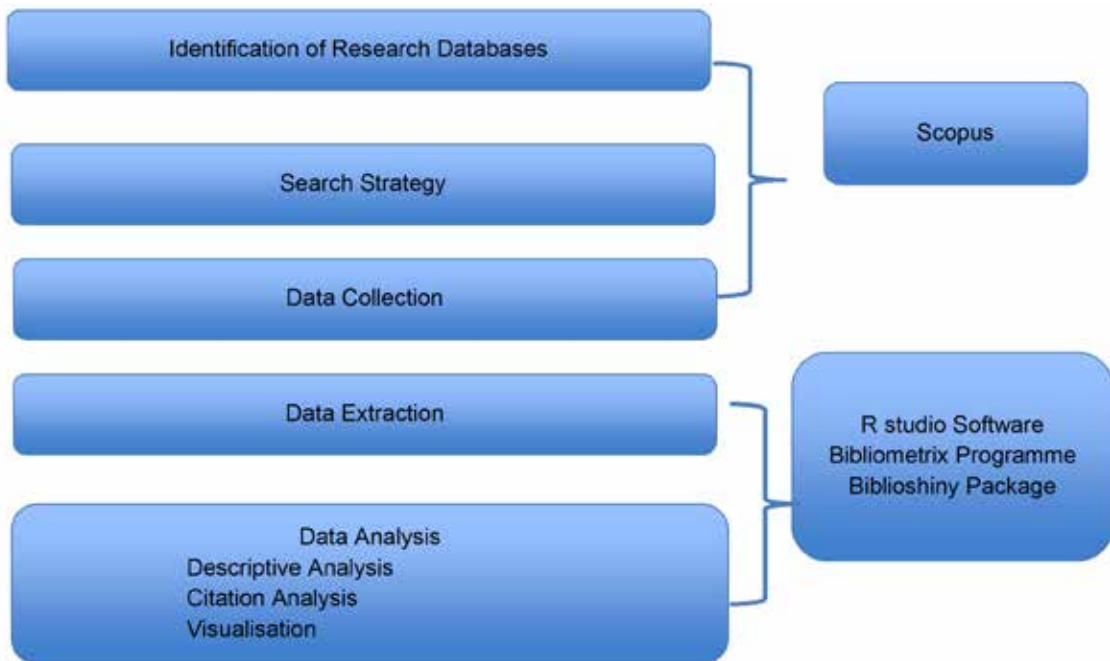 Identification of Research Databases
Scopus
Search Strategy
Data Collection
Data Extraction
R studio Software
Bibliometrix Programme
Biblioshiny Package
Data Analysis
Descriptive Analysis
Citation Analysis
Visualisation